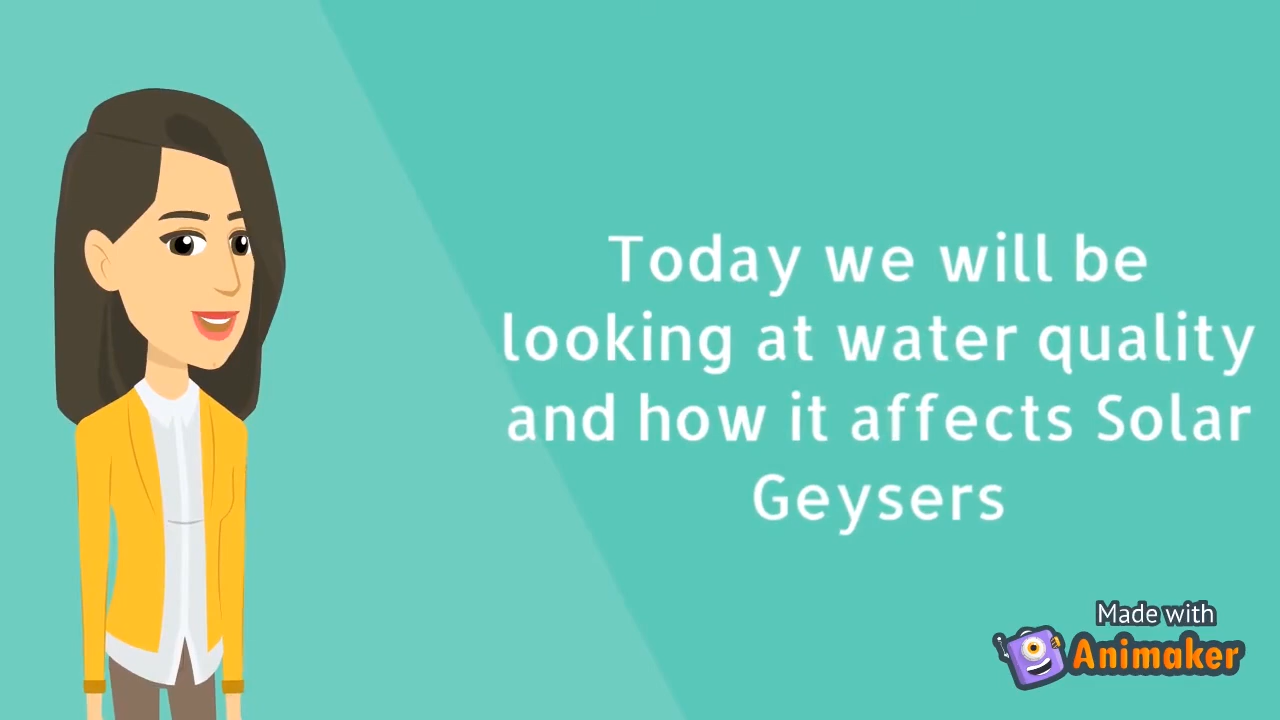 Today we will be
looking at water quality
and how it affects Solar
Geysers
Made with
Animaker